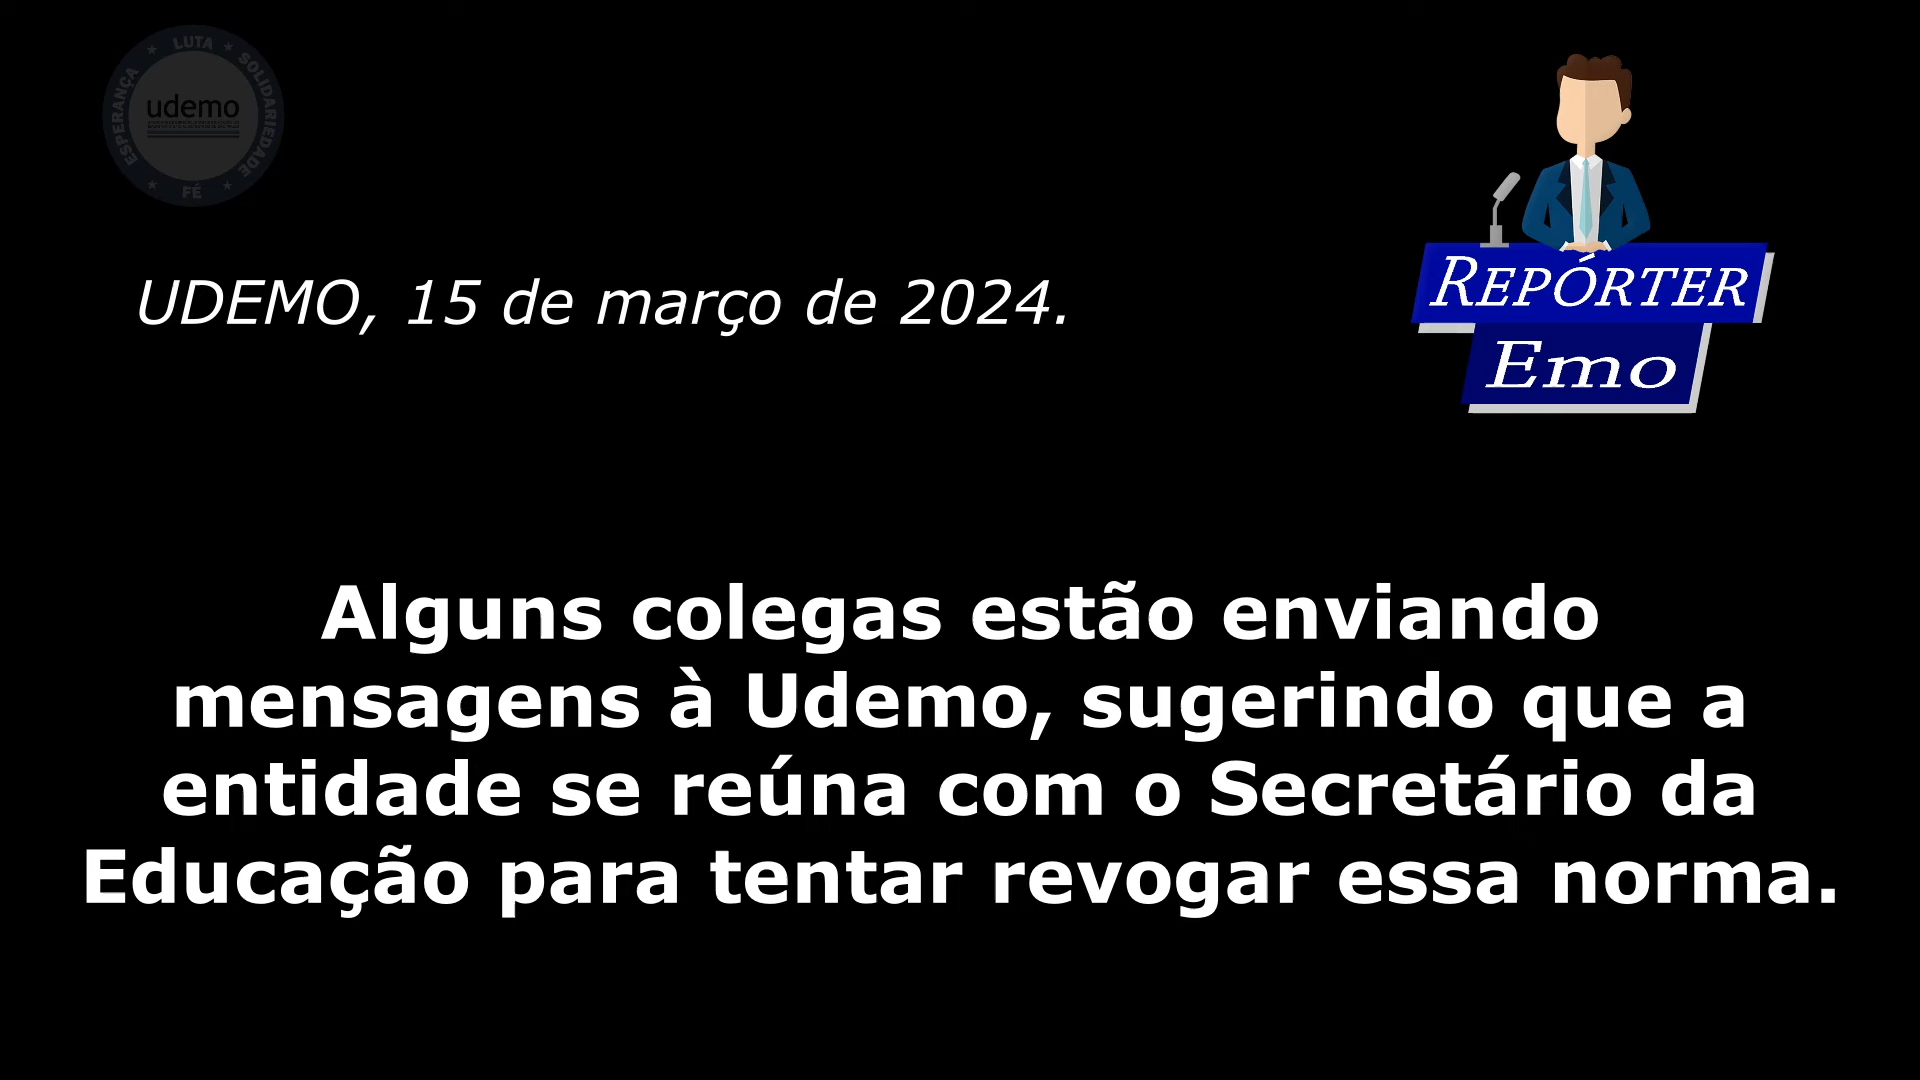 LUTA
SOLIDARIEDADE
ESPERANÇA
udemo
FÉ
REPÓRTER
Emo
UDEMO, 15 de março de 2024.
Alguns colegas estão enviando
mensagens à Udemo, sugerindo que a
entidade se reúna com o Secretário da
Educação para tentar revogar essa norma.